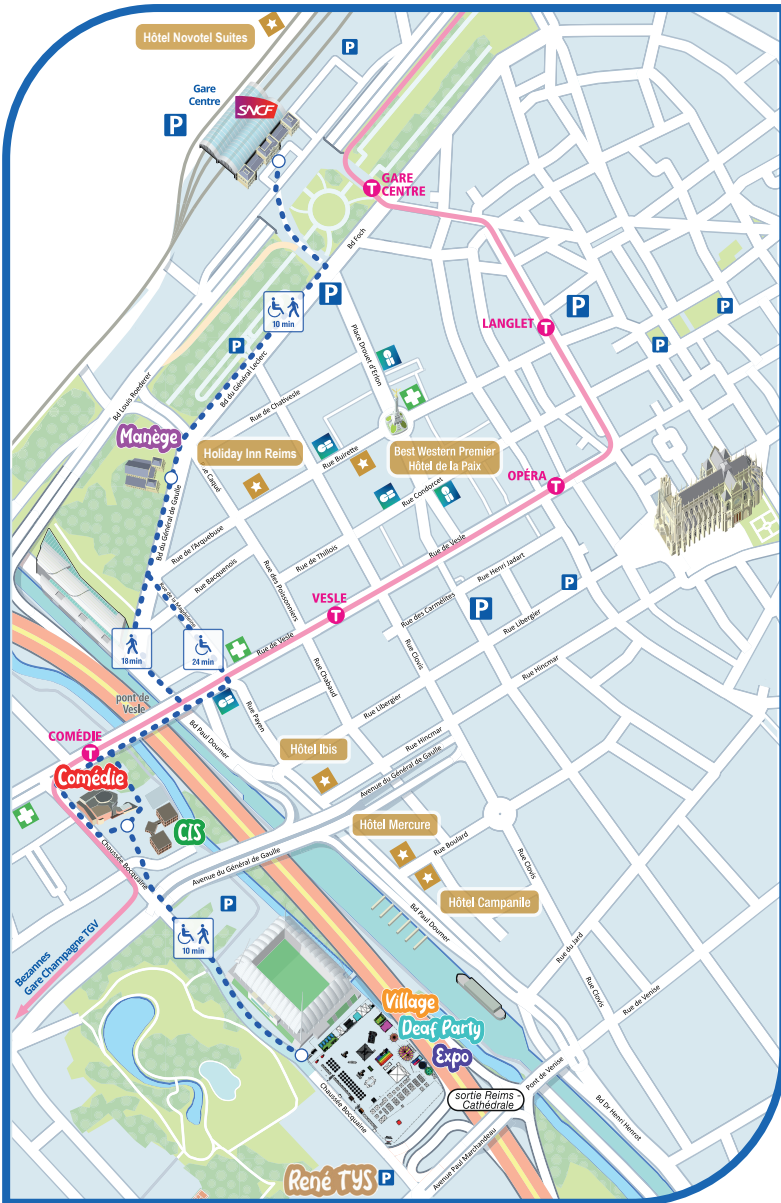 Hôtel Novotel Suites
P
Gare
Centre
SNCF
P
T
GARE
CENTRE
Bd Foch
P
10 min
P
LANGLET
T
P
P
P
Place Drouet d'Erlon
Bd du Général Leclerc
Bd Louis Roederer
Rue de Chativesle
Manège
Holiday Inn Reims
Rue Buirette
Best Western Premier
Hôtel de la Paix
Rue Condorcet
OPÉRA
T
Bd du Général de Gaulle
Rue de l'Arquebuse
Rue de Thillois
Rue de Vesle
Rue Bacquenois
Rue des Poissonniers
Rue Henri Jadart
P
VESLE
T
Rue des Carmélites
P
Rue Libergier
18 min
24 min
Rue de Vesle
Rue Clovis
Rue Hincmar
Rue Chabaud
pont de
Vesle
Rue Payen
Rue Libergier
Bd Paul Doumer
COMÉDIE
T
Hôtel Ibis
Rue Hincmar
Avenue du Général de Gaulle
Comédie
CIS
Hôtel Mercure
Rue Boulard
Rue Clovis
Chaussée Bocquaine
Avenue du Général de Gaulle
Hôtel Campanile
P
Bd Paul Doumer
10 min
Bezannes
Gare Champagne TGV
Rue du Jard
Rue Clovis
Rue de Venise
Village
Deaf Party
Expo
Pont de Venise
Chaussée Bocquaine
sortie Reims -
Cathédrale
Bd Dr Henri Henrot
Avenue Paul Marchandeau
René TYS
P